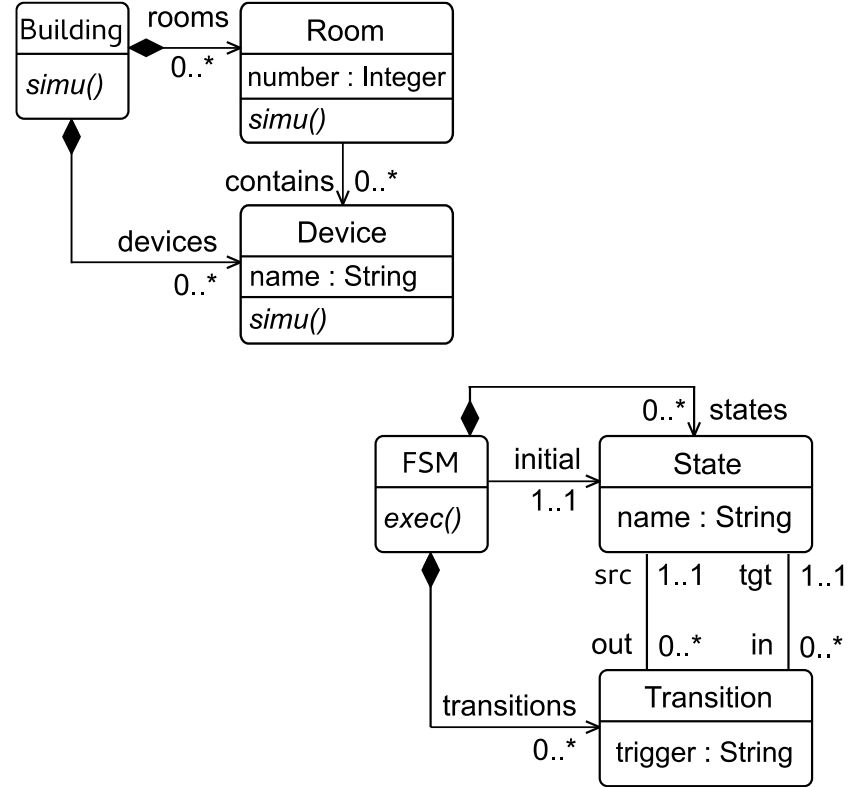 Building
simu()
rooms
0..*
Room
number : Integer
simu()
contains
0..*
devices
0..*
Device
name : String
simu()
0..*
states
FSM
exec()
initial
1..1
State
name : String
src
1..1
tgt
1..1
out
0..*
in
0..*
transitions
0..*
Transition
trigger : String